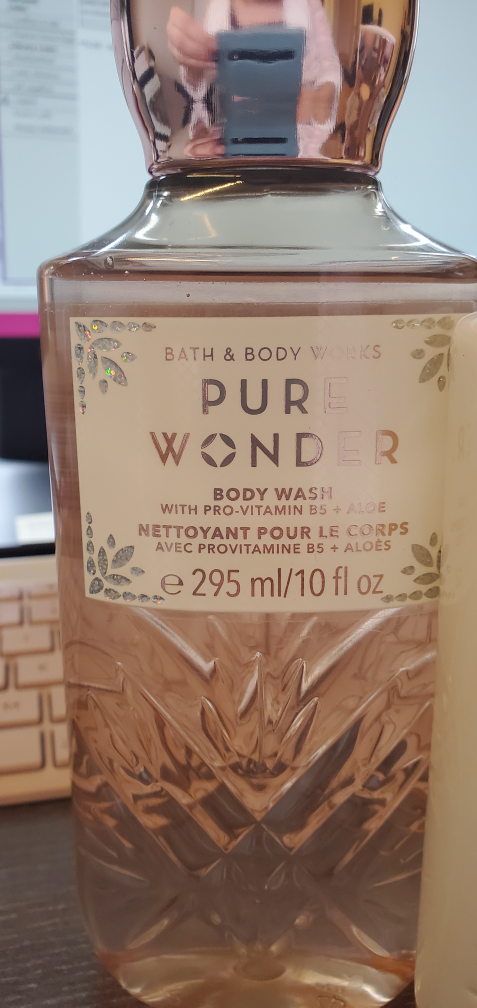 BATH & BODY WORKS
PURE
WONDER
BODY WASH
WITH PRO-VITAMIN B5 + ALOE
NETTOYANT POUR LE CORPS
AVEC PROVITAMINE B5 + ALOÈS
℮ 295 ml/10 fl oz